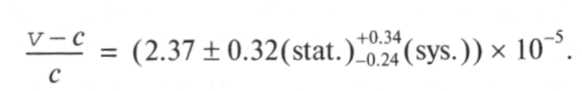 (v − c)/c = (2.37 ± 0.32(stat.)^{+0.34}_{−0.24}(sys.)) × 10^{−5}.